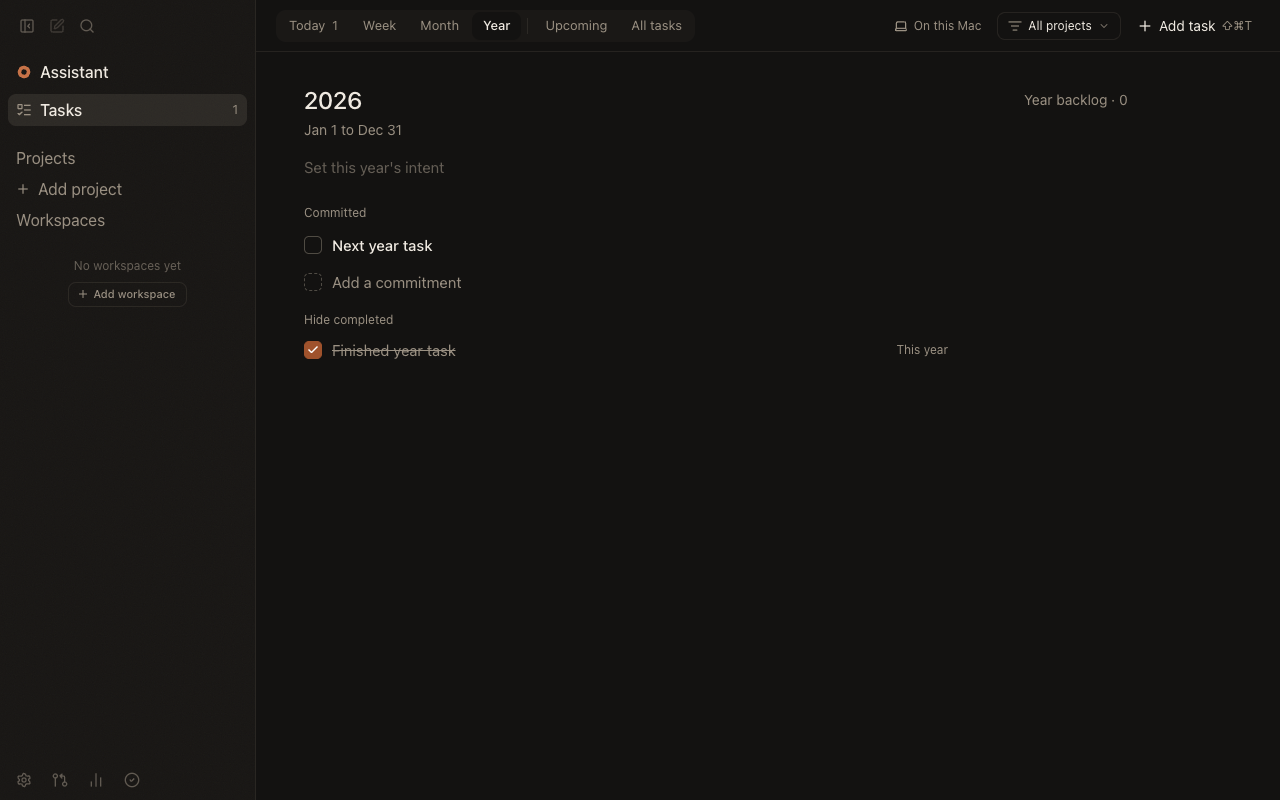 Today 1 Week Month Year Upcoming All tasks On this Mac All projects Add task ⇧⌘T
Assistant
Tasks 1
Projects
Add project
Workspaces
No workspaces yet
Add workspace
2026 Year backlog · 0
Jan 1 to Dec 31
Set this year's intent
Committed
Next year task
Add a commitment
Hide completed
Finished year task This year